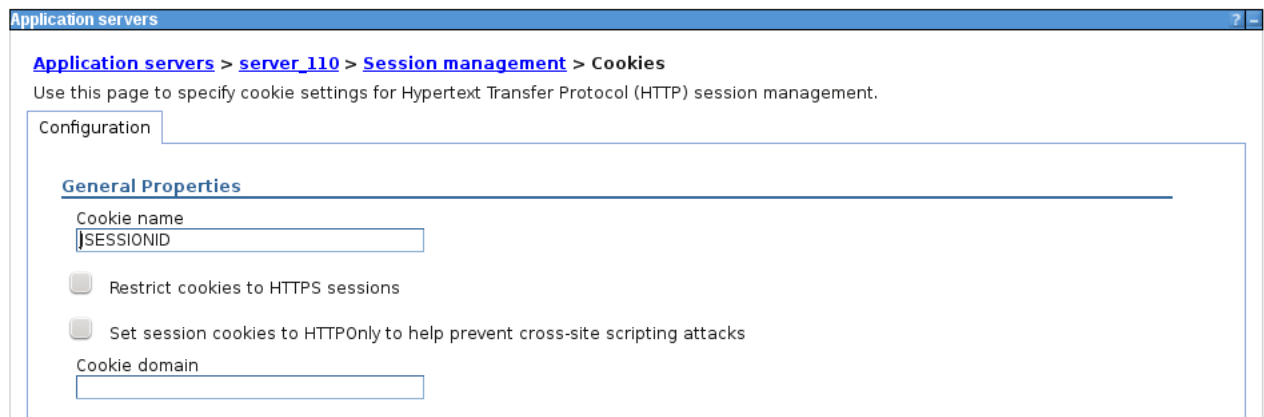 Application servers ? –
Application servers > server_110 > Session management > Cookies
Use this page to specify cookie settings for Hypertext Transfer Protocol (HTTP) session management.
Configuration
General Properties
Cookie name
JSESSIONID
Restrict cookies to HTTPS sessions
Set session cookies to HTTPOnly to help prevent cross-site scripting attacks
Cookie domain